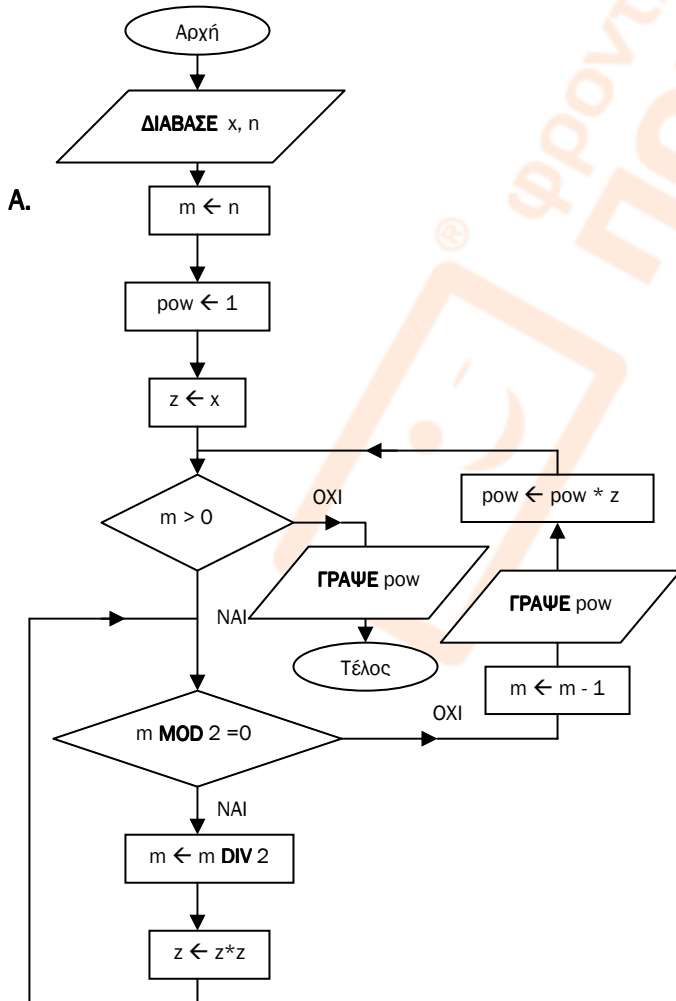 Αρχή
ΔΙΑΒΑΣΕ x, n
Α.
m ← n
pow ← 1
z ← x
m > 0
ΟΧΙ
pow ← pow * z
ΓΡΑΨΕ pow
ΓΡΑΨΕ pow
ΝΑΙ
Τέλος
m ← m - 1
m MOD 2 =0
ΟΧΙ
ΝΑΙ
m ← m DIV 2
z ← z*z
φροντ
®